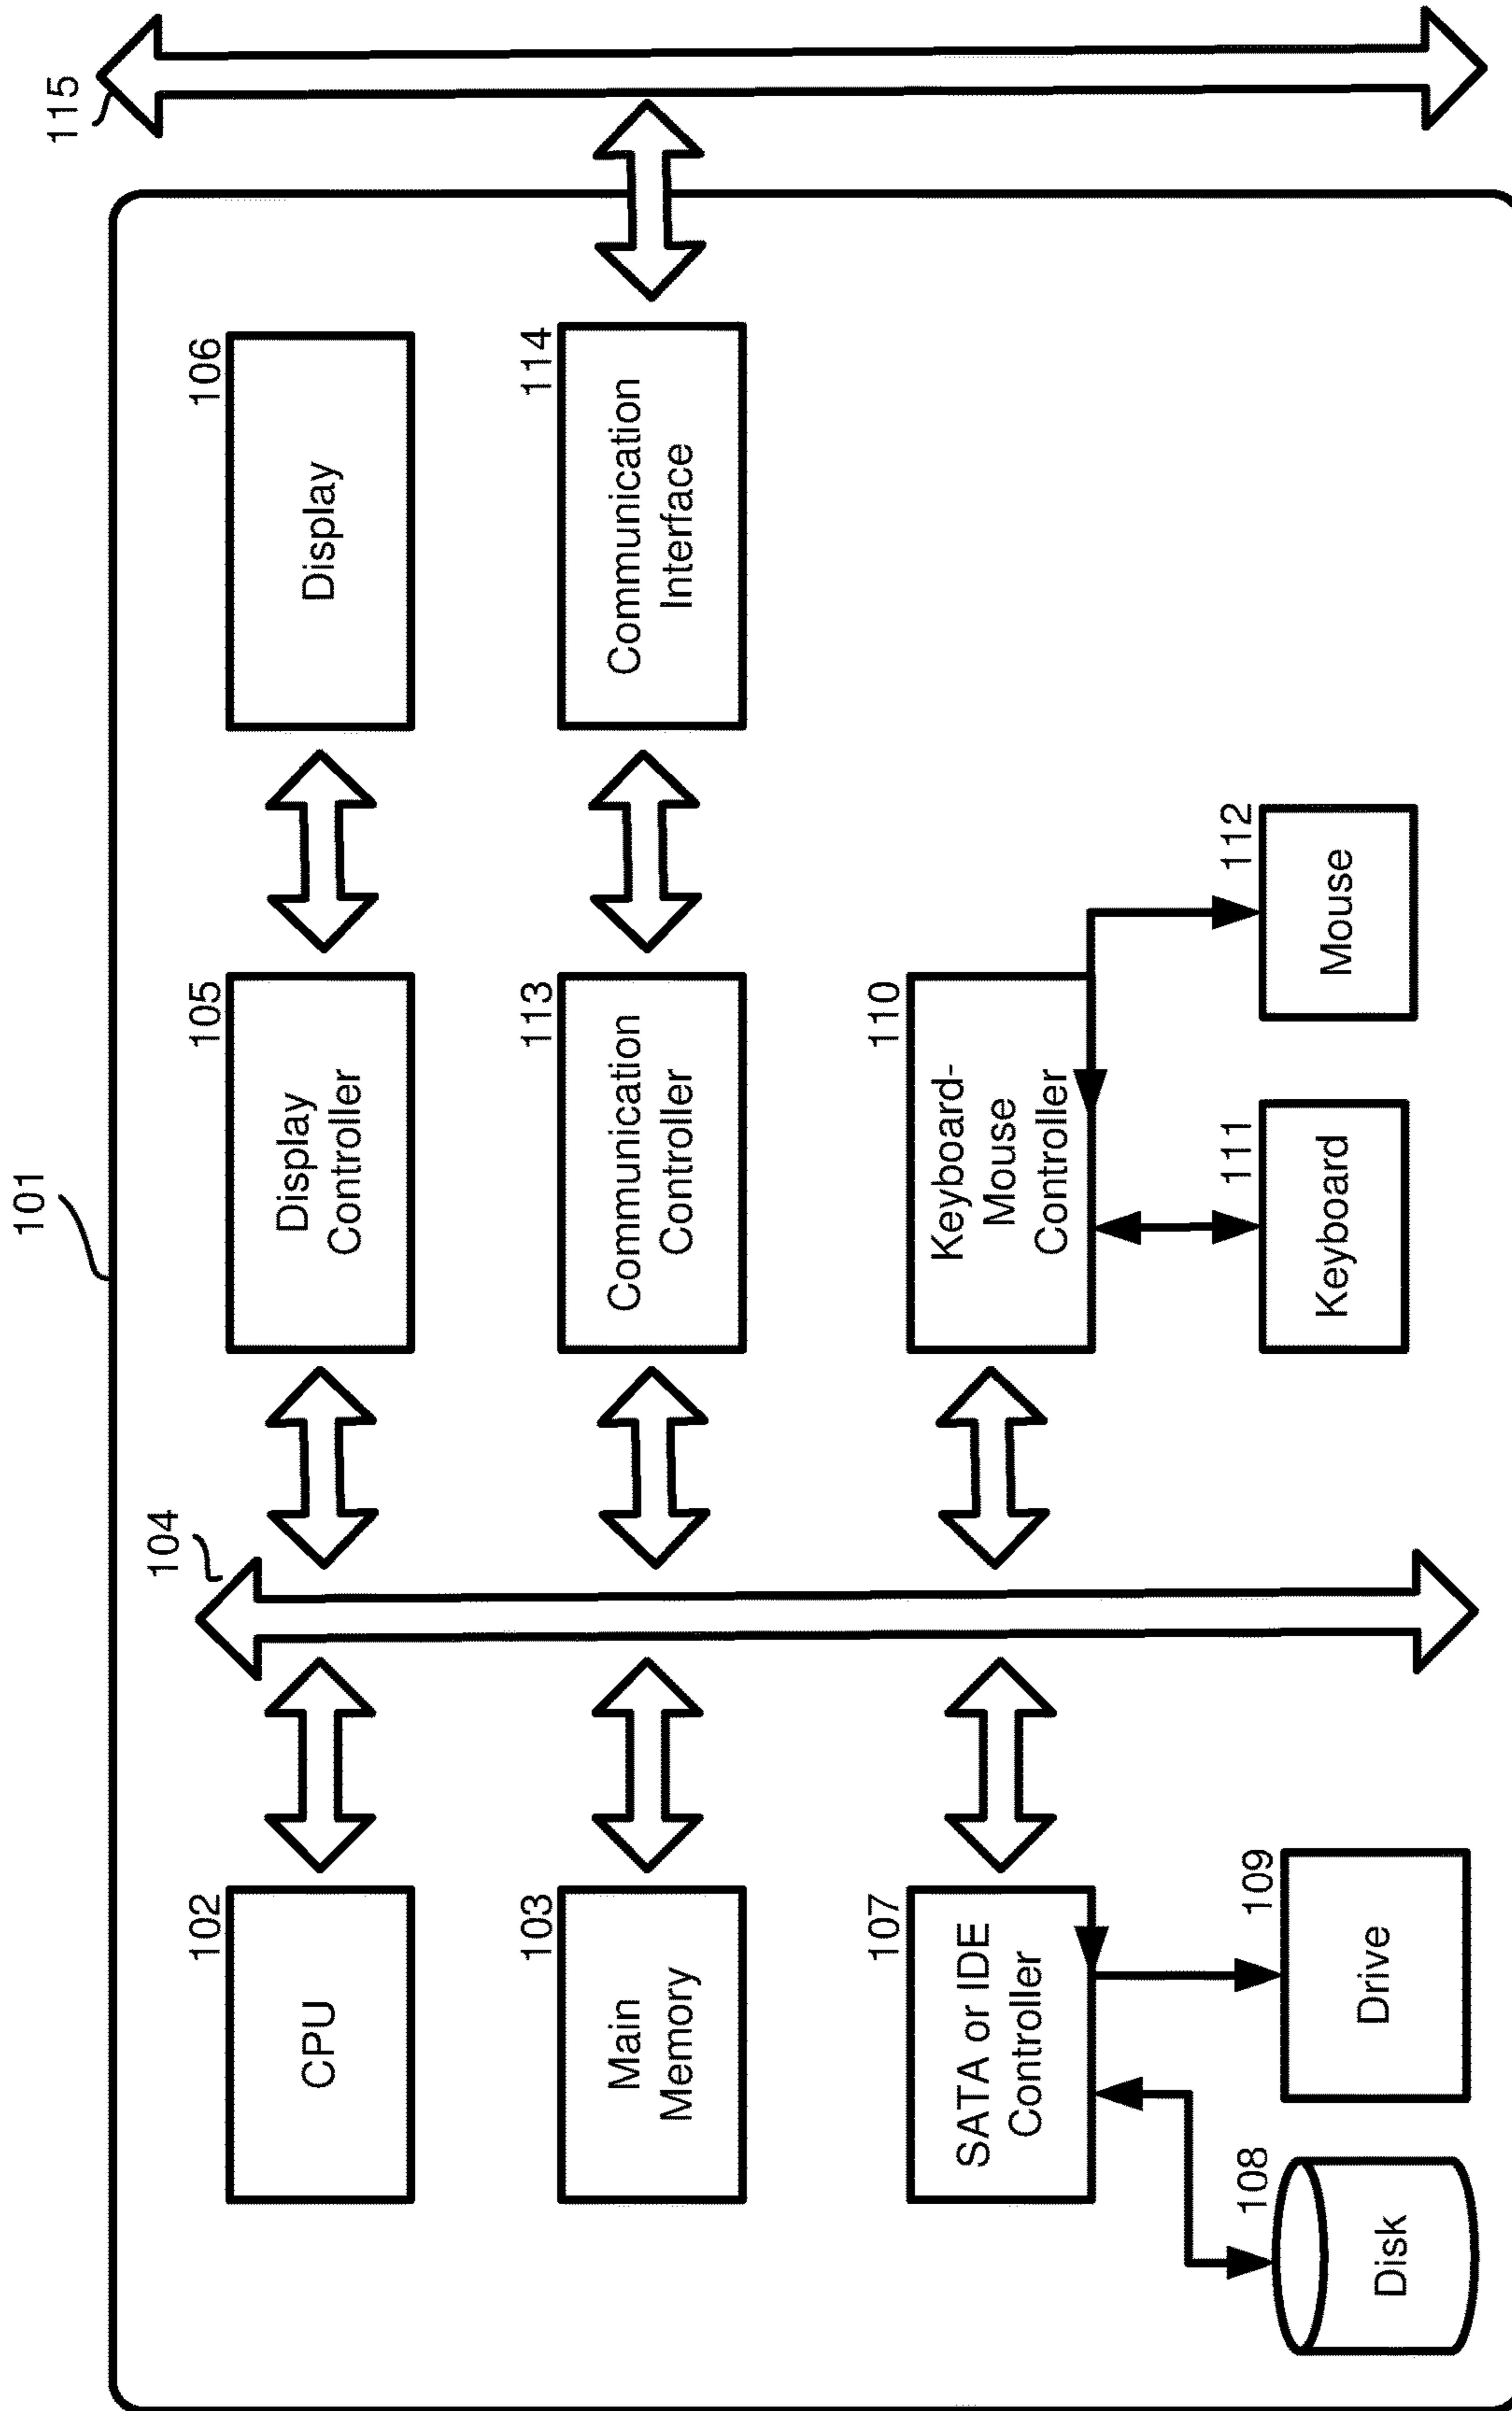 101
115
104
102
CPU
105
Display
Controller
106
Display
103
Main
Memory
113
Communication
Controller
114
Communication
Interface
107
SATA or IDE
Controller
110
Keyboard-
Mouse
Controller
108
Disk
109
Drive
111
Keyboard
112
Mouse